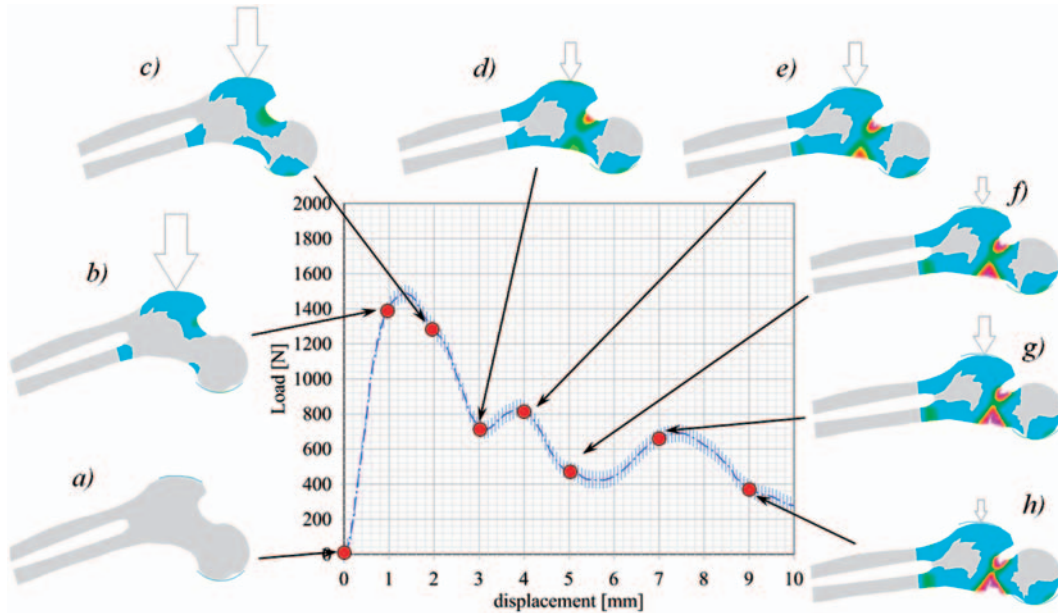 c)
d)
e)
f)
b)
g)
a)
h)
2000
1800
1600
1400
1200
1000
800
600
400
200
0
Load [N]
0 1 2 3 4 5 6 7 8 9 10
displacement [mm]